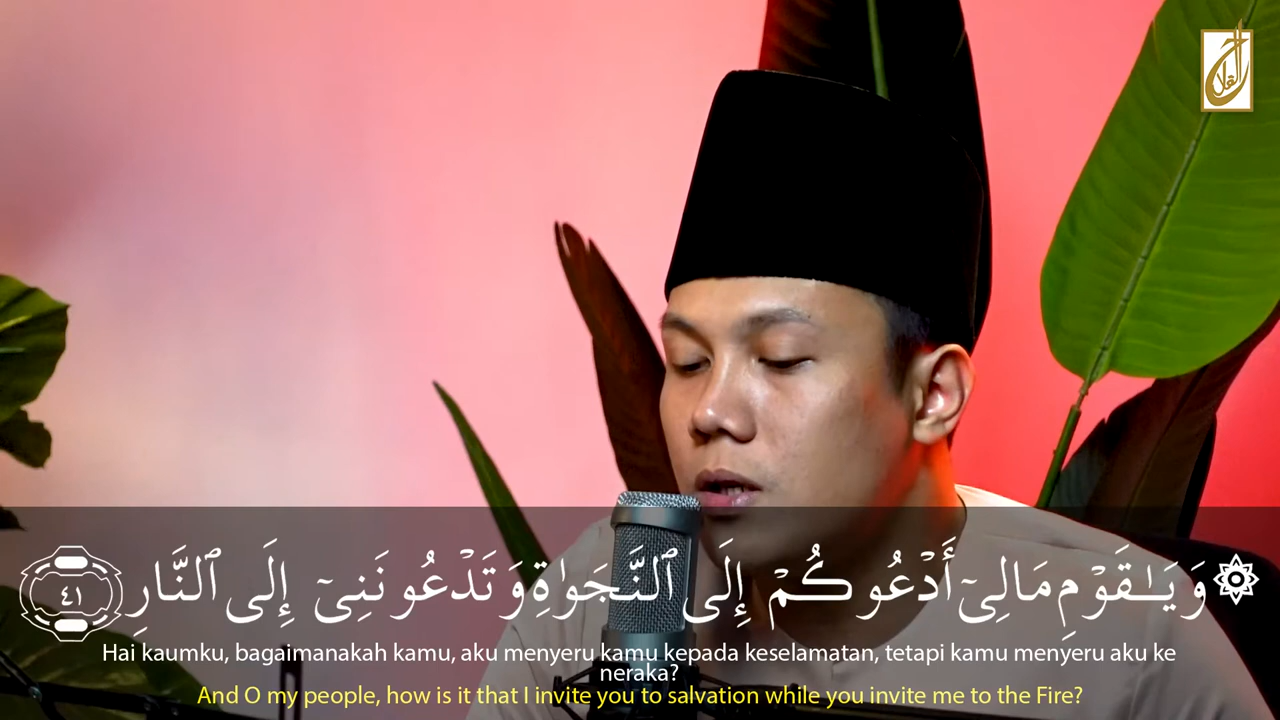 ۞ وَيَـٰقَوْمِ مَالِىٓ أَدْعُوكُمْ إِلَى ٱلنَّجَوٰةِ وَتَدْعُونَنِىٓ إِلَى ٱلنَّارِ ٤١
Hai kaumku, bagaimanakah kamu, aku menyeru kamu kepada keselamatan, tetapi kamu menyeru aku ke
neraka?
And O my people, how is it that I invite you to salvation while you invite me to the Fire?